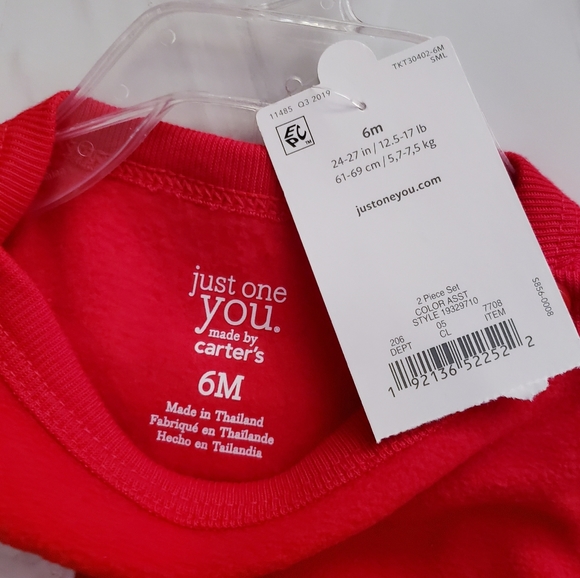 TKT30402-6M
SML
11485 Q3 2019
EPC
6m
24-27 in / 12.5-17 lb
61-69 cm / 5,7-7,5 kg
justoneyou.com
2 Piece Set
COLOR ASST
STYLE 19329710
206 05 7708
DEPT CL ITEM
1 92136 52252 2
S856-0008
just one
you.
made by
carter's
6M
Made in Thailand
Fabriqué en Thaïlande
Hecho en Tailandia